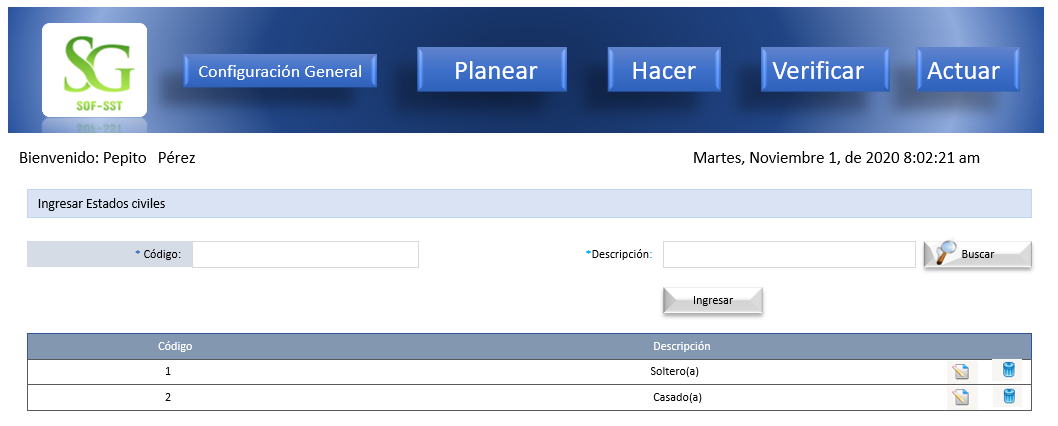 SG
SOF-SST
Configuración General
Planear
Hacer
Verificar
Actuar
Bienvenido: Pepito Pérez
Martes, Noviembre 1, de 2020 8:02:21 am
Ingresar Estados civiles
* Código:
*Descripción:
Buscar
Ingresar
Código Descripción
1 Soltero(a)
2 Casado(a)